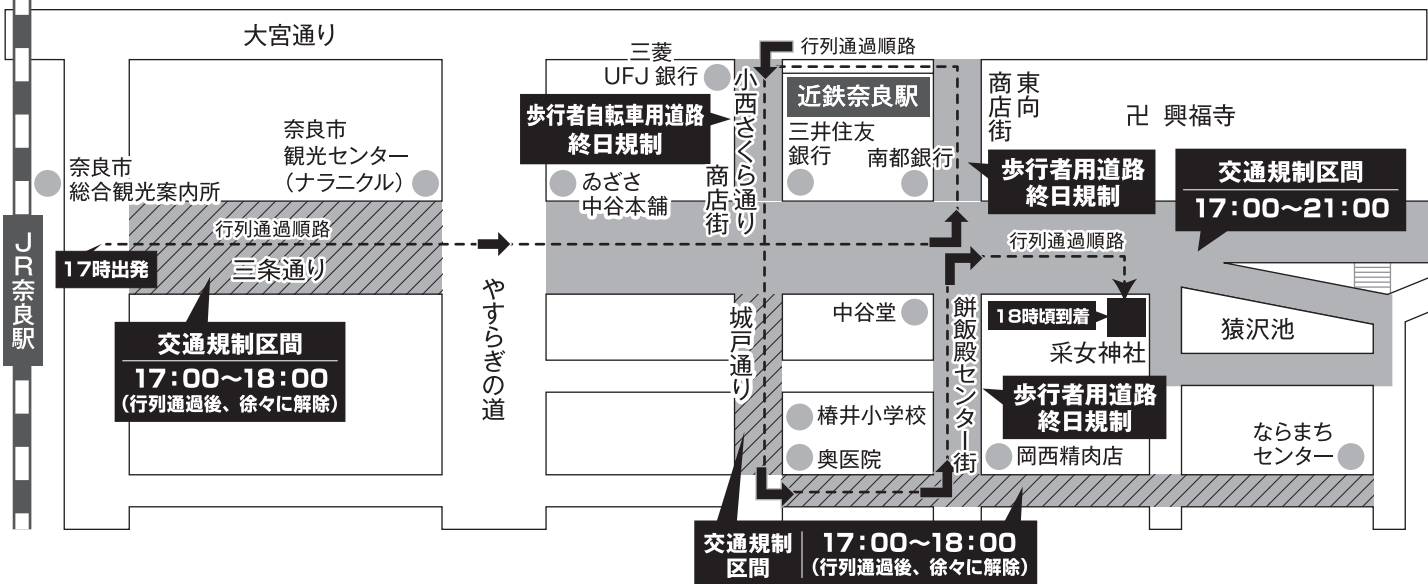 大宮通り
三菱
UFJ 銀行
行列通過順路
小西さくら通り
商店街
近鉄奈良駅
三井住友
銀行
南都銀行
東向
商店街
卍 興福寺
歩行者自転車用道路
終日規制
歩行者用道路
終日規制
交通規制区間
17:00〜21:00
奈良市
総合観光案内所
奈良市
観光センター
(ナラニクル)
ゐざさ
中谷本舗
JR奈良駅
17時出発
行列通過順路
三条通り
行列通過順路
交通規制区間
17:00〜18:00
(行列通過後、徐々に解除)
やすらぎの道
城戸通り
中谷堂
餅飯殿センター街
18時頃到着
采女神社
猿沢池
歩行者用道路
終日規制
椿井小学校
奥医院
岡西精肉店
ならまち
センター
交通規制
区間
17:00〜18:00
(行列通過後、徐々に解除)